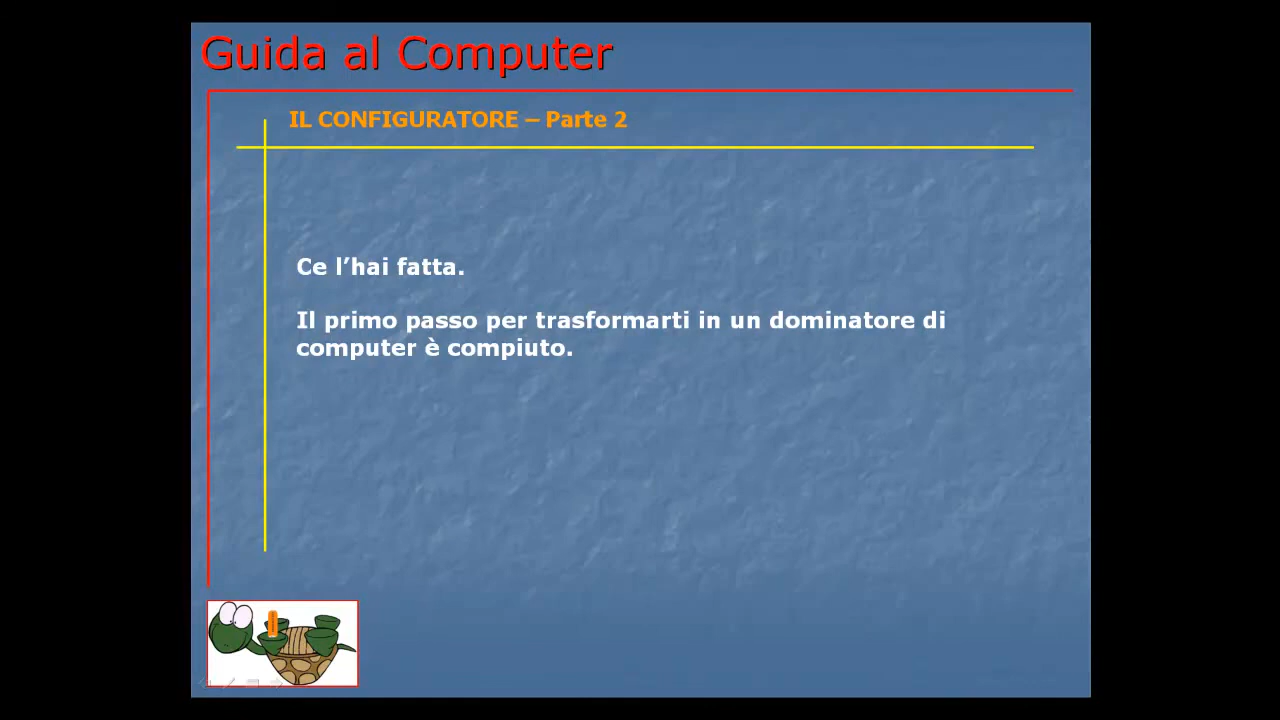 Guida al Computer
IL CONFIGURATORE – Parte 2
Ce l’hai fatta.
Il primo passo per trasformarti in un dominatore di
computer è compiuto.